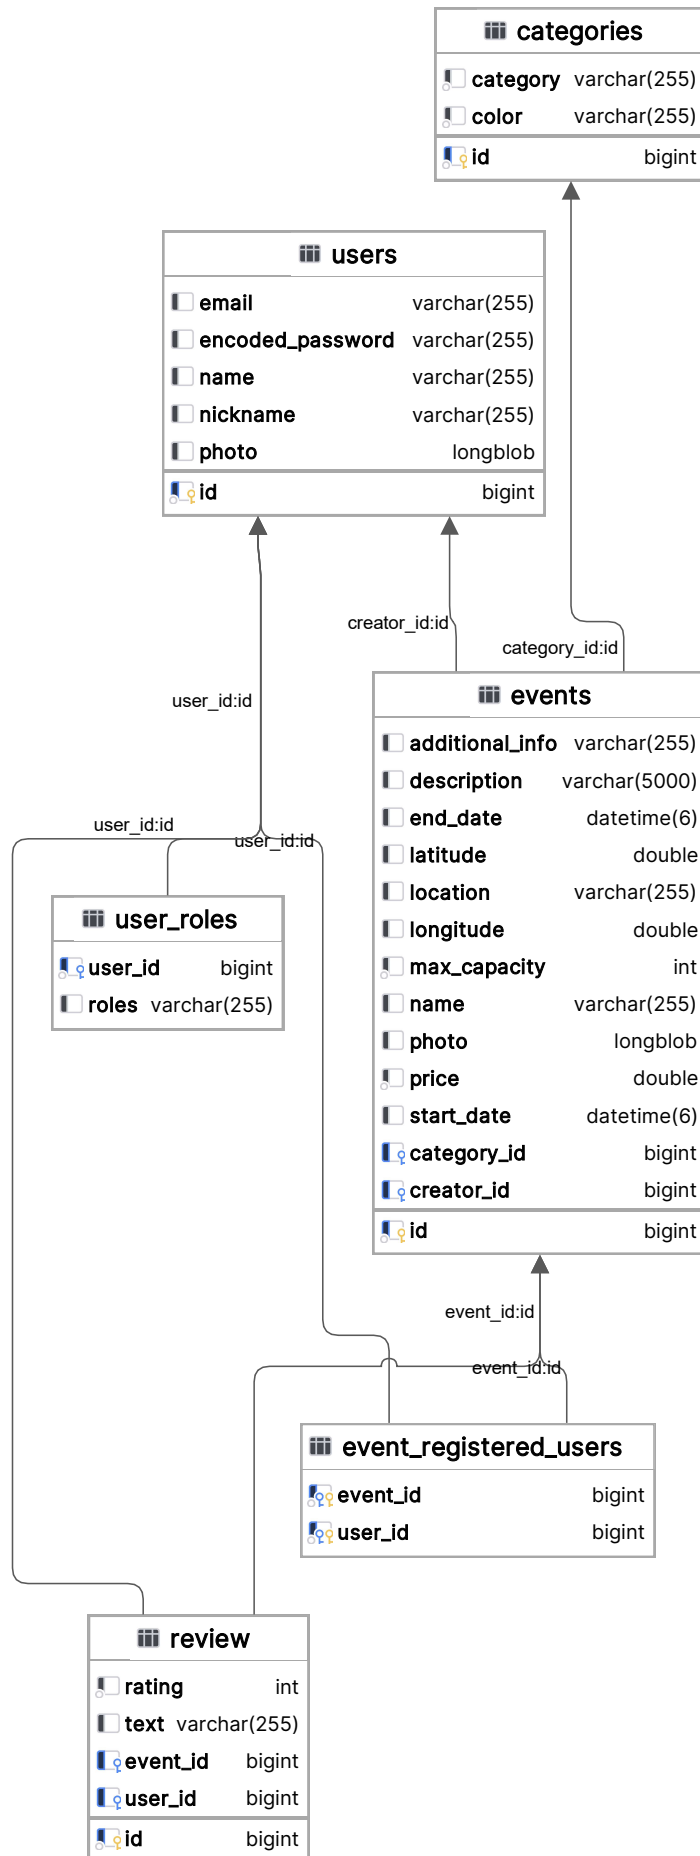 categories
category varchar(255)
color varchar(255)
id bigint
users
email varchar(255)
encoded_password varchar(255)
name varchar(255)
nickname varchar(255)
photo longblob
id bigint
creator_id:id
category_id:id
user_id:id
events
additional_info varchar(255)
description varchar(5000)
end_date datetime(6)
latitude double
location varchar(255)
longitude double
max_capacity int
name varchar(255)
photo longblob
price double
start_date datetime(6)
category_id bigint
creator_id bigint
id bigint
user_id:id
user_id:id
user_roles
user_id bigint
roles varchar(255)
event_id:id
event_id:id
event_registered_users
event_id bigint
user_id bigint
review
rating int
text varchar(255)
event_id bigint
user_id bigint
id bigint